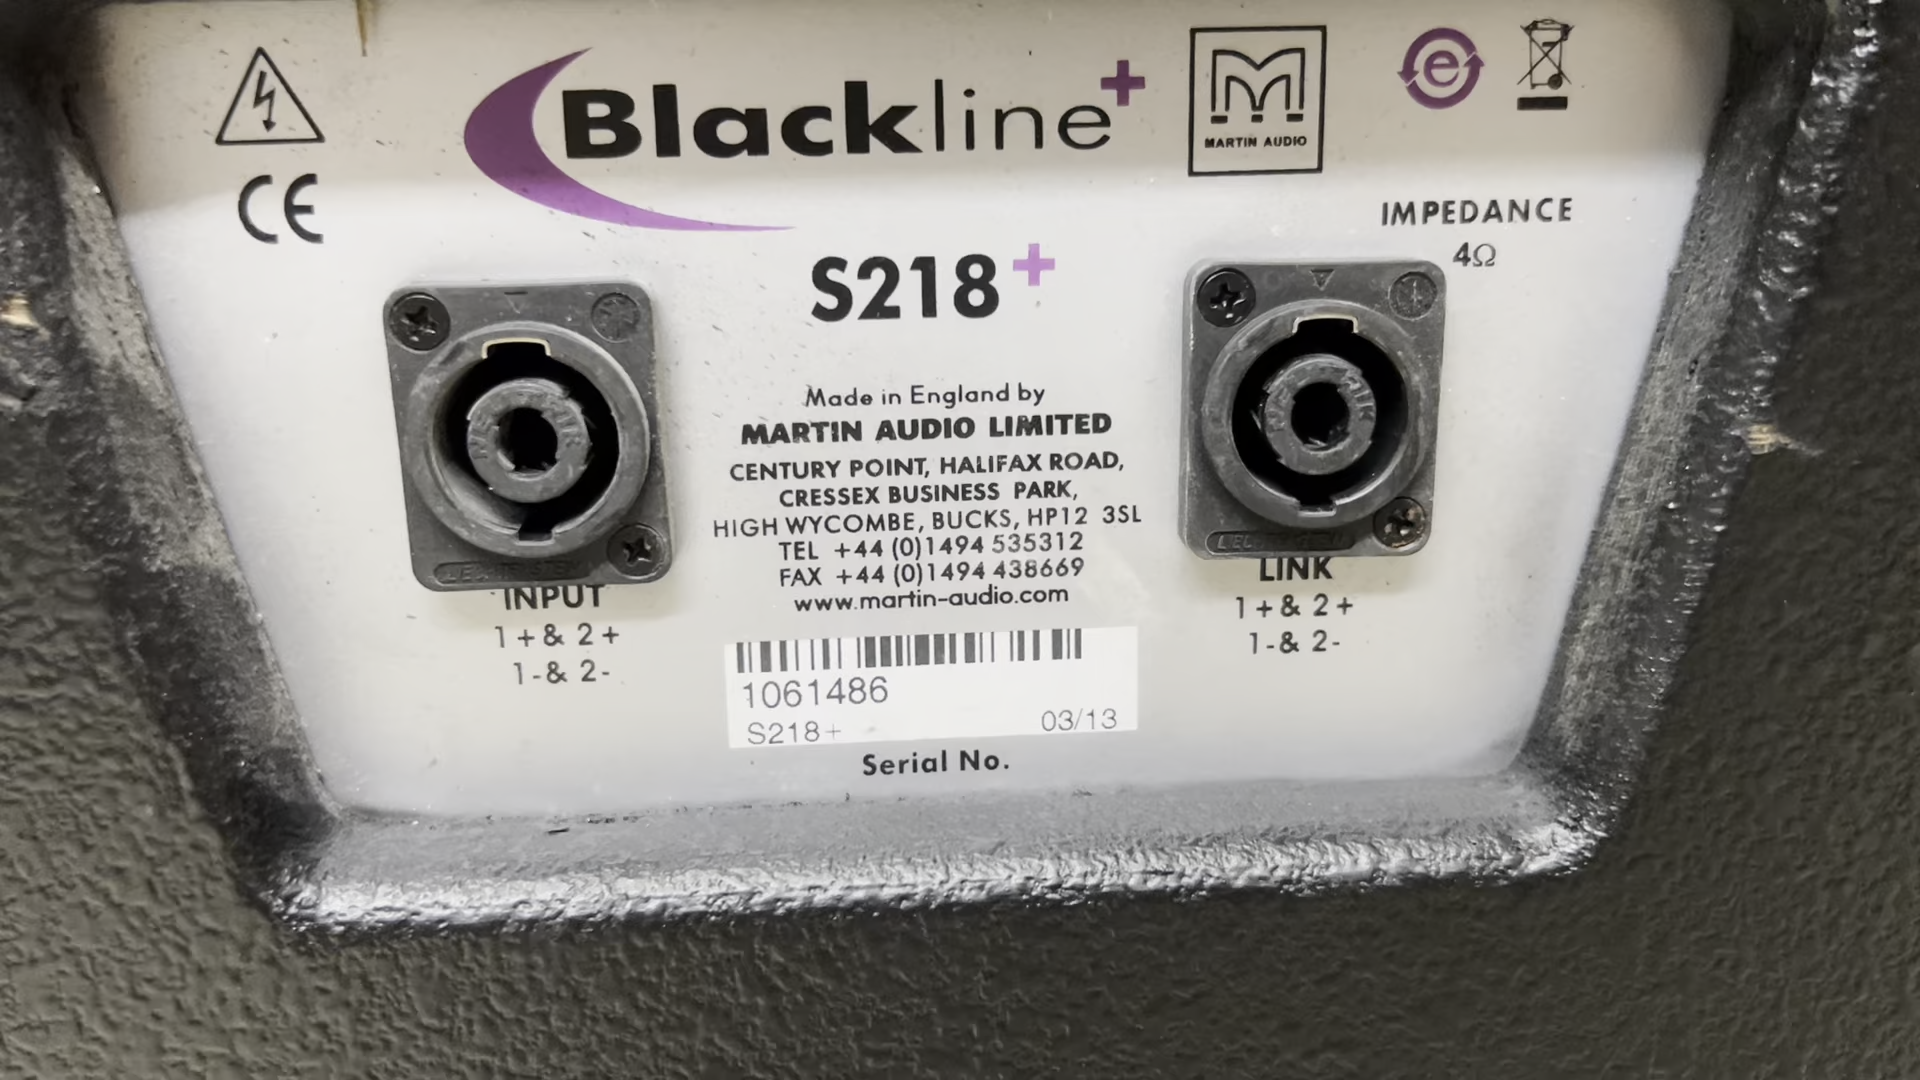 Blackline+
MARTIN AUDIO
CE
IMPEDANCE
4Ω
S218+
Made in England by
MARTIN AUDIO LIMITED
CENTURY POINT, HALIFAX ROAD,
CRESSEX BUSINESS PARK,
HIGH WYCOMBE, BUCKS, HP12 3SL
TEL +44 (0)1494 535312
FAX +44 (0)1494 438669
www.martin-audio.com
INPUT
1+& 2+
1-& 2-
LINK
1+& 2+
1-& 2-
1061486
S218+ 03/13
Serial No.